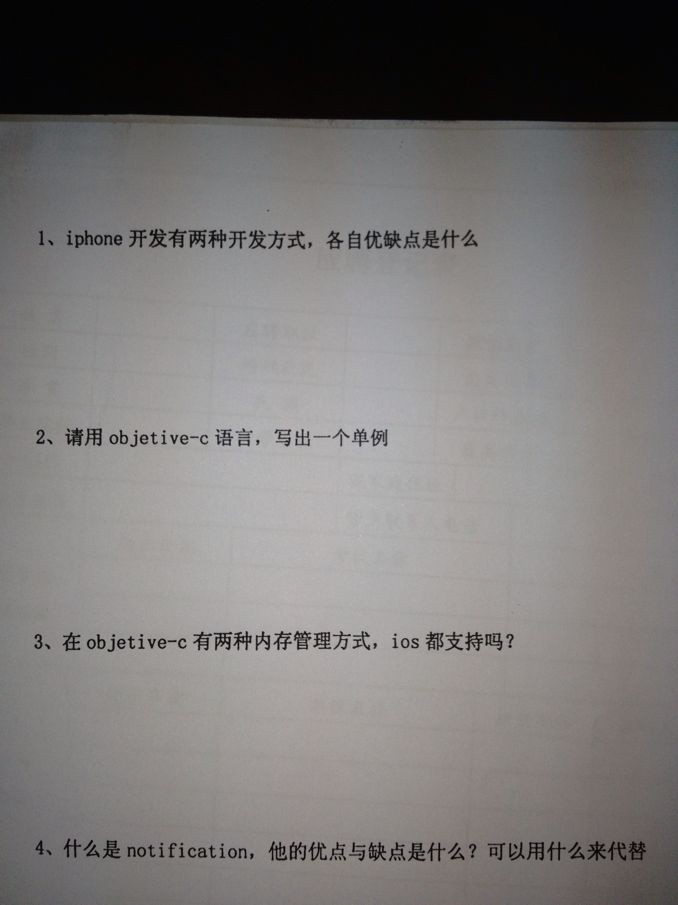 1、iphone 开发有两种开发方式，各自优缺点是什么
2、请用 objetive-c 语言，写出一个单例
3、在 objetive-c 有两种内存管理方式，ios 都支持吗？
4、什么是 notification，他的优点与缺点是什么？可以用什么来代替